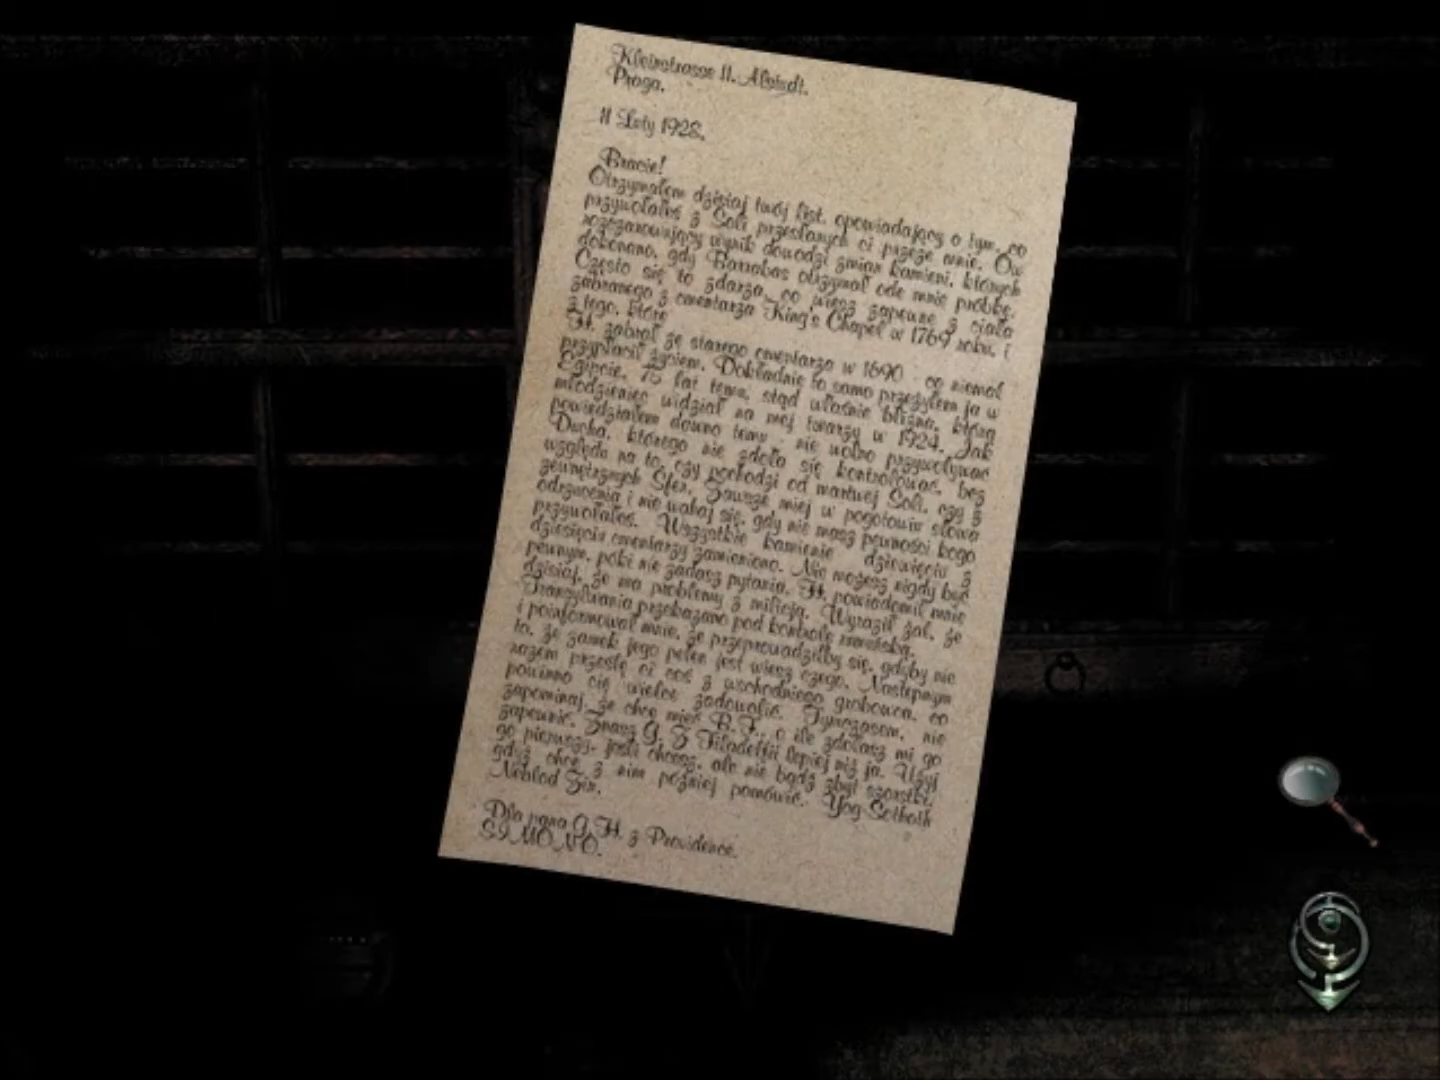 Kleinstrasse 11. Alstadt.
Praga.
11 Luty 1928.
Bracie!
Otrzymałem dzisiaj twój list, opowiadający o tym, co
przywołałeś z Soli przesłanych ci przeze mnie. Ów
rozczarowujący wynik dowodzi zmian kamieni, których
dokonano, gdy Barrabas otrzymał ode mnie próbkę.
Często się to zdarza, co wiesz zapewne z ciała
zabranego z cmentarza King's Chapel w 1769 roku, i
z tego, które
H. zabrał ze starego cmentarza w 1690 - co niemal
przypłacił życiem. Dokładnie to samo przeżyłem ja w
Egipcie, 75 lat temu, stąd właśnie blizna, którą
młodzieniec widział na mej twarzy w 1924. Jak
powiedziałem dawno temu - nie wolno przywoływać
Ducha, którego nie zdoła się kontrolować, bez
względu na to, czy pochodzi od martwej Soli, czy z
zewnętrznych Sfer. Zawsze miej w pogotowiu słowa
odrzucenia i nie wahaj się, gdy nie masz pewności kogo
przywołałeś. Wszystkie kamienie dziewięciu z
dziesięciu cmentarzy zamieniono. Nie możesz nigdy być
pewnym, póki nie zadasz pytania. H. powiadomił mnie
dzisiaj, że ma problemy z milicją. Wyraził żal, że
Transylwania przekazano pod kontrolę rumuńską,
i poinformował mnie, że przeprowadziłby się, gdyby nie
to, że zamek jego pełen jest wiesz czego. Następnym
razem prześlę ci coś z wschodniego grobowca, co
powinno cię wielce zadowolić. Tymczasem, nie
zapominaj, że chcę mieć B.F., o ile zdołasz mi go
zapewnić. Znasz G. z Filadelfii lepiej niż ja. Użyj
go pierwszy, jeśli chcesz, ale nie bądź zbyt szorstki,
gdyż chcę z nim później pomówić. Yog-Sothoth
Neblod Zin.
Dla pana G. H. z Providence.
SIMON O.